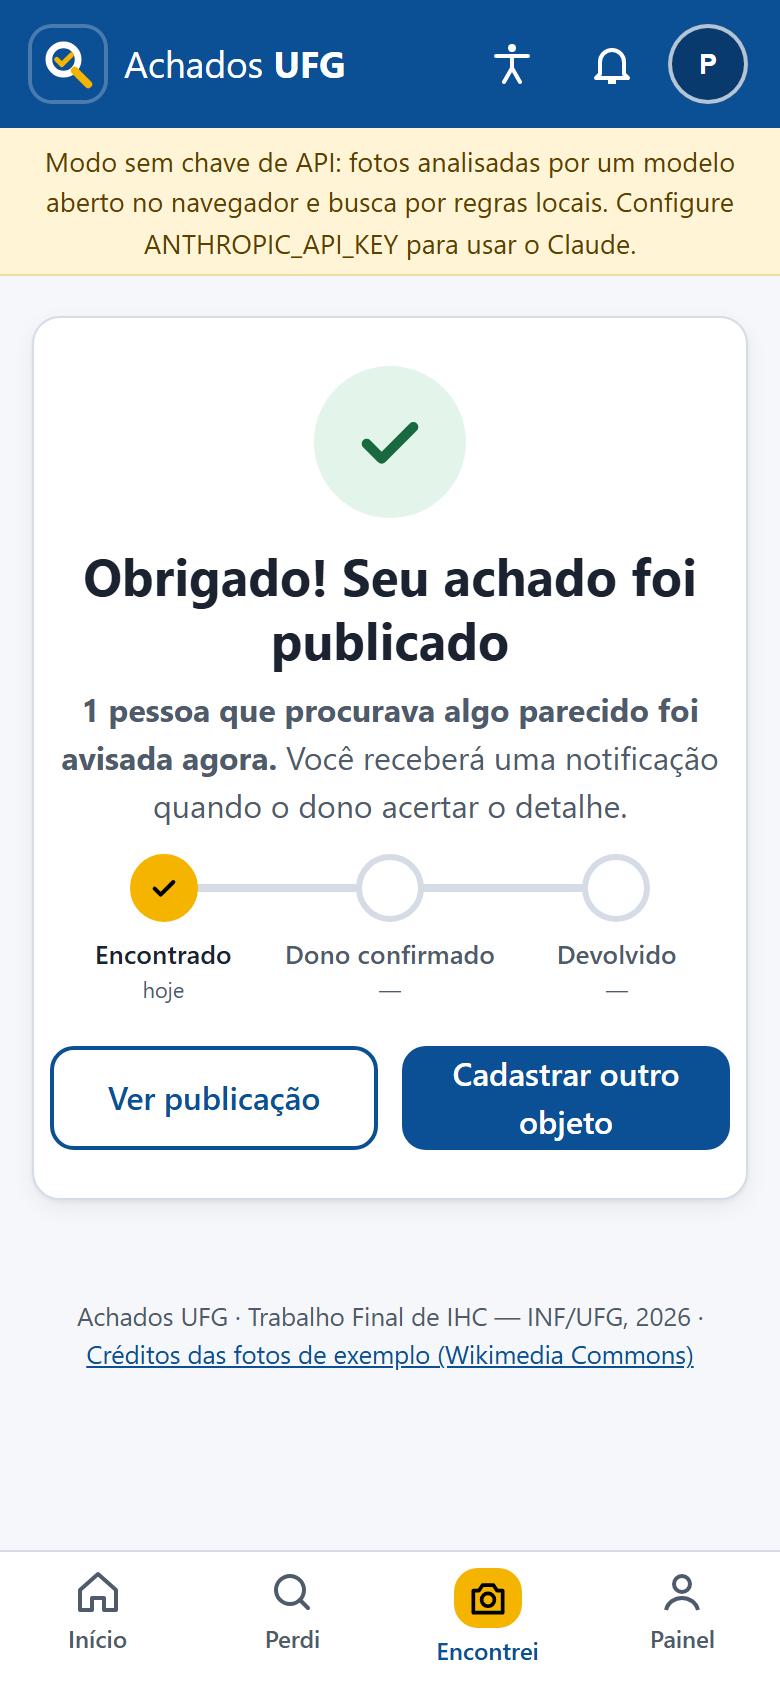 Achados UFG
P
Modo sem chave de API: fotos analisadas por um modelo
aberto no navegador e busca por regras locais. Configure
ANTHROPIC_API_KEY para usar o Claude.
Obrigado! Seu achado foi
publicado
1 pessoa que procurava algo parecido foi
avisada agora. Você receberá uma notificação
quando o dono acertar o detalhe.
Encontrado
hoje
Dono confirmado
—
Devolvido
—
Ver publicação
Cadastrar outro
objeto
Achados UFG · Trabalho Final de IHC — INF/UFG, 2026 ·
Créditos das fotos de exemplo (Wikimedia Commons)
Início
Perdi
Encontrei
Painel